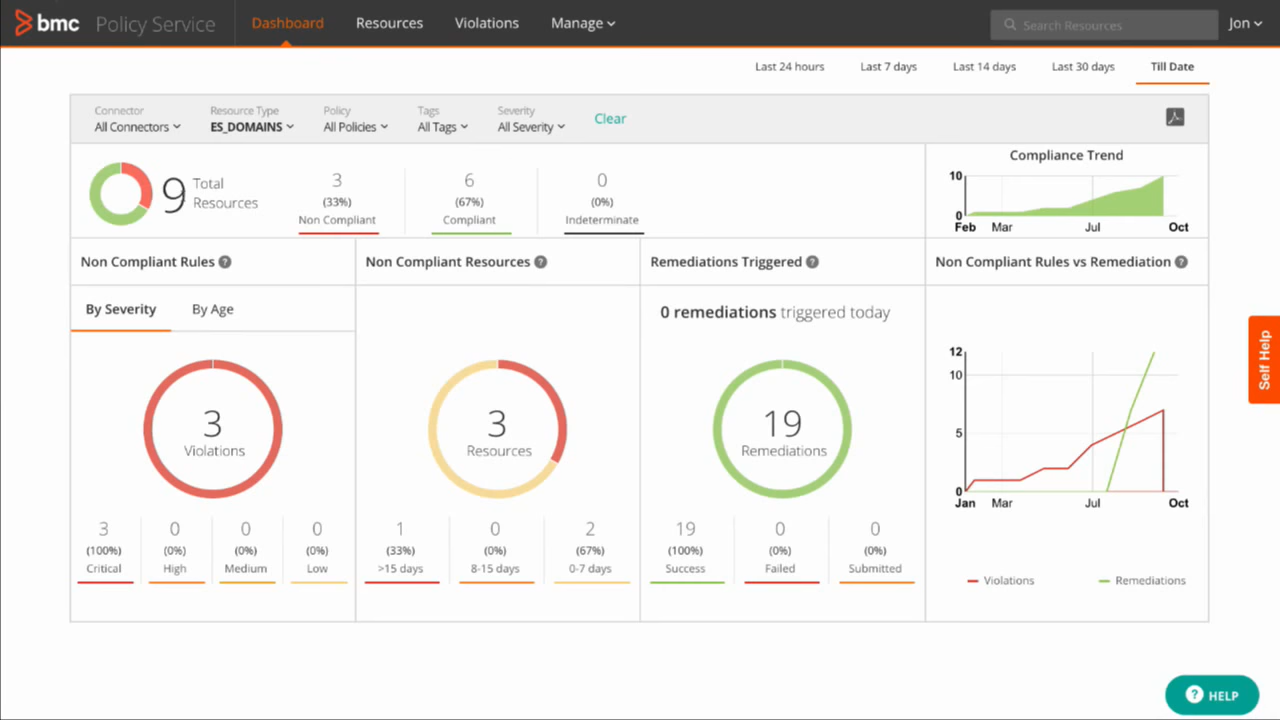 bmc Policy Service Dashboard Resources Violations Manage Search Resources Jon
Last 24 hours Last 7 days Last 14 days Last 30 days Till Date
Connector Resource Type Policy Tags Severity
All Connectors ES_DOMAINS All Policies All Tags All Severity Clear
9 Total Resources
3 (33%) Non Compliant
6 (67%) Compliant
0 (0%) Indeterminate
Compliance Trend
10
0
Feb Mar Jul Oct
Non Compliant Rules ?
By Severity By Age
3
Violations
3 0 0 0
(100%) (0%) (0%) (0%)
Critical High Medium Low
Non Compliant Resources ?
3
Resources
1 0 2
(33%) (0%) (67%)
>15 days 8-15 days 0-7 days
Remediations Triggered ?
0 remediations triggered today
19
Remediations
19 0 0
(100%) (0%) (0%)
Success Failed Submitted
Non Compliant Rules vs Remediation ?
12
10
5
0
Jan Mar Jul Oct
Violations Remediations
Self Help
? HELP